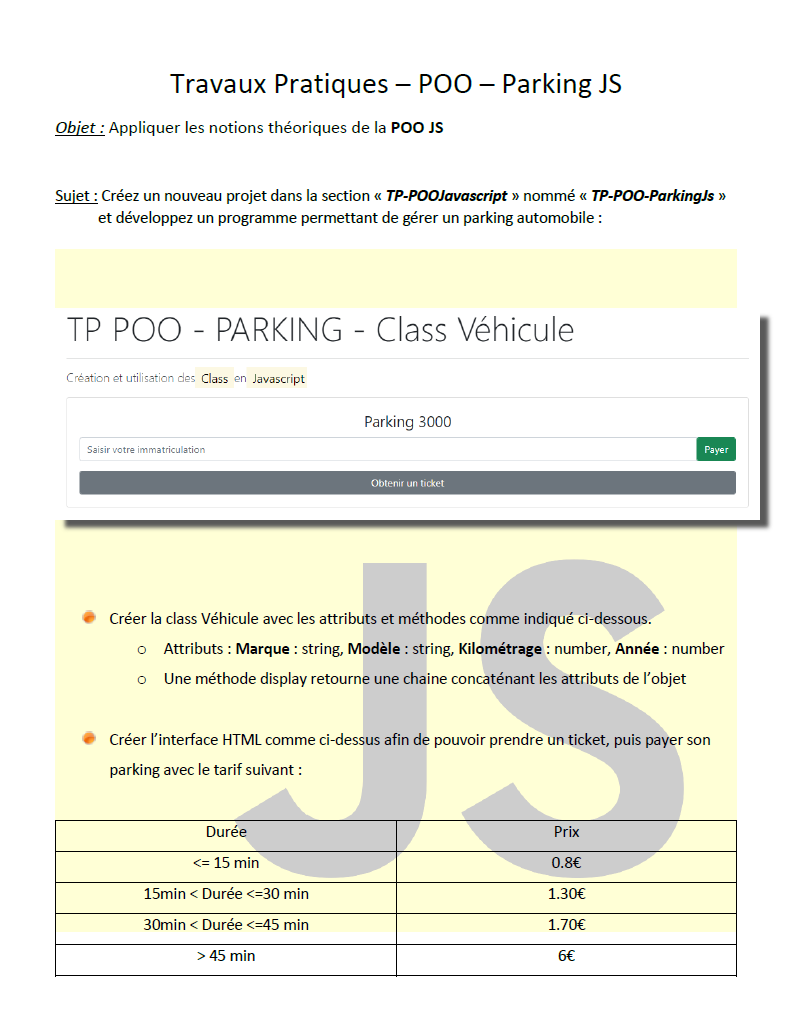 Travaux Pratiques – POO – Parking JS
Objet : Appliquer les notions théoriques de la POO JS
Sujet : Créez un nouveau projet dans la section « TP-POOJavascript » nommé « TP-POO-ParkingJs »
et développez un programme permettant de gérer un parking automobile :
TP POO - PARKING - Class Véhicule
Création et utilisation des Class en Javascript
Parking 3000
Saisir votre immatriculation Payer
Obtenir un ticket
JS
Créer la class Véhicule avec les attributs et méthodes comme indiqué ci-dessous.
o Attributs : Marque : string, Modèle : string, Kilométrage : number, Année : number
o Une méthode display retourne une chaine concaténant les attributs de l'objet
Créer l'interface HTML comme ci-dessus afin de pouvoir prendre un ticket, puis payer son
parking avec le tarif suivant :
Durée Prix
<= 15 min 0.8€
15min < Durée <=30 min 1.30€
30min < Durée <=45 min 1.70€
> 45 min 6€